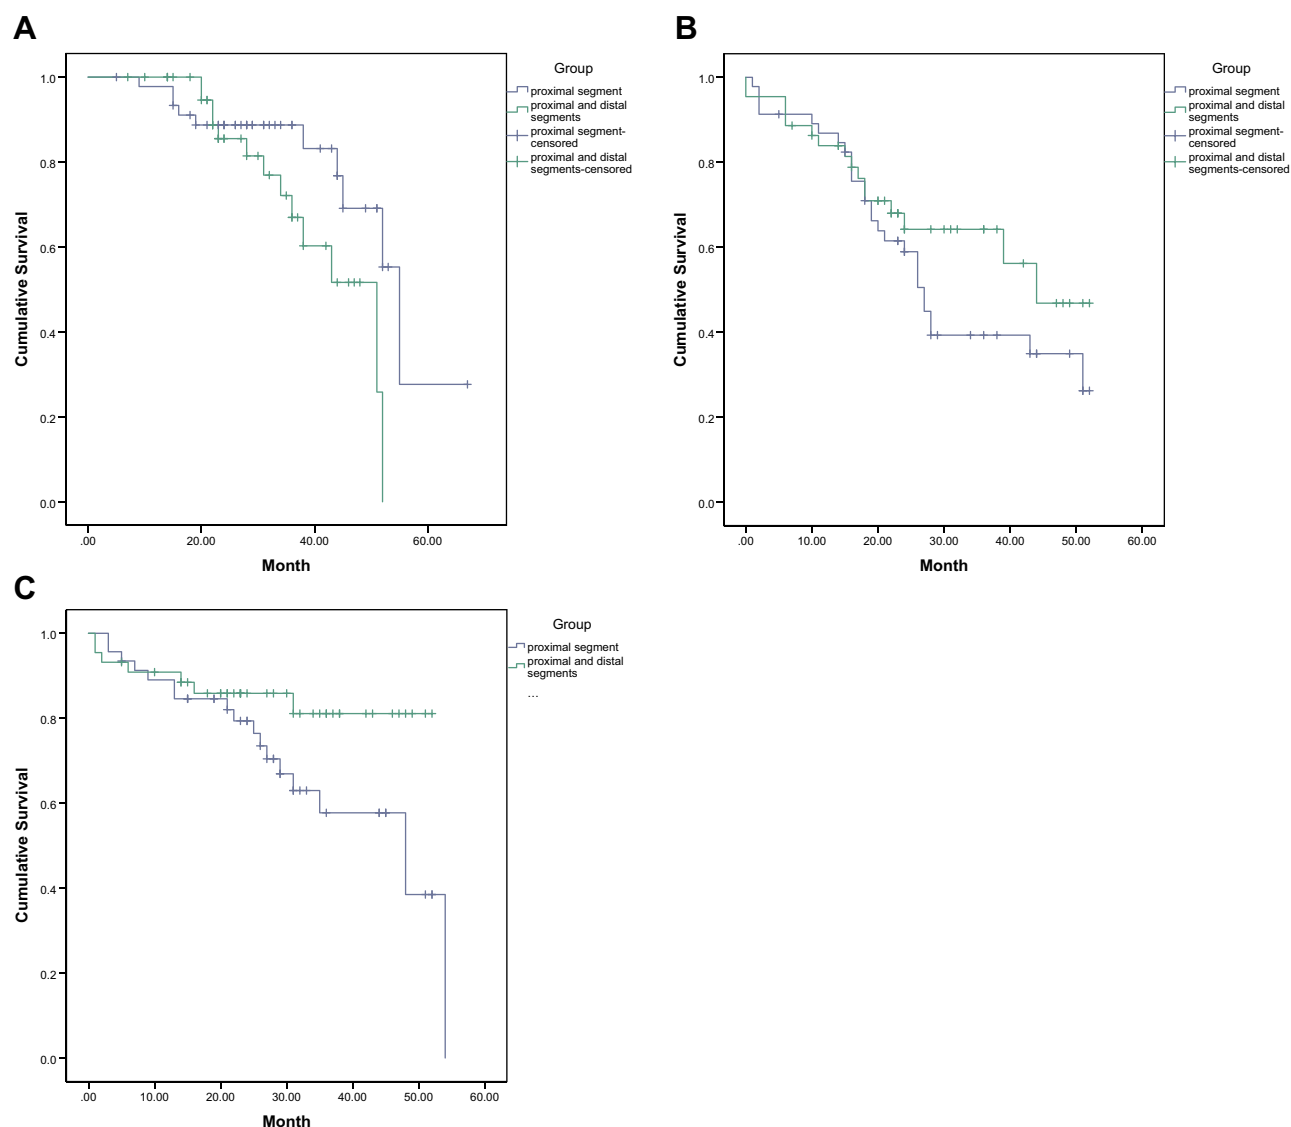 A
Group
proximal segment
proximal and distal
segments
proximal segment-
censored
proximal and distal
segments-censored
1.0
0.8
0.6
0.4
0.2
0.0
Cumulative Survival
.00
20.00
40.00
60.00
Month
B
Group
proximal segment
proximal and distal
segments
proximal segment-
censored
proximal and distal
segments-censored
1.0
0.8
0.6
0.4
0.2
0.0
Cumulative Survival
.00
10.00
20.00
30.00
40.00
50.00
60.00
Month
C
Group
proximal segment
proximal and distal
segments
...
1.0
0.8
0.6
0.4
0.2
0.0
Cumulative Survival
.00
10.00
20.00
30.00
40.00
50.00
60.00
Month